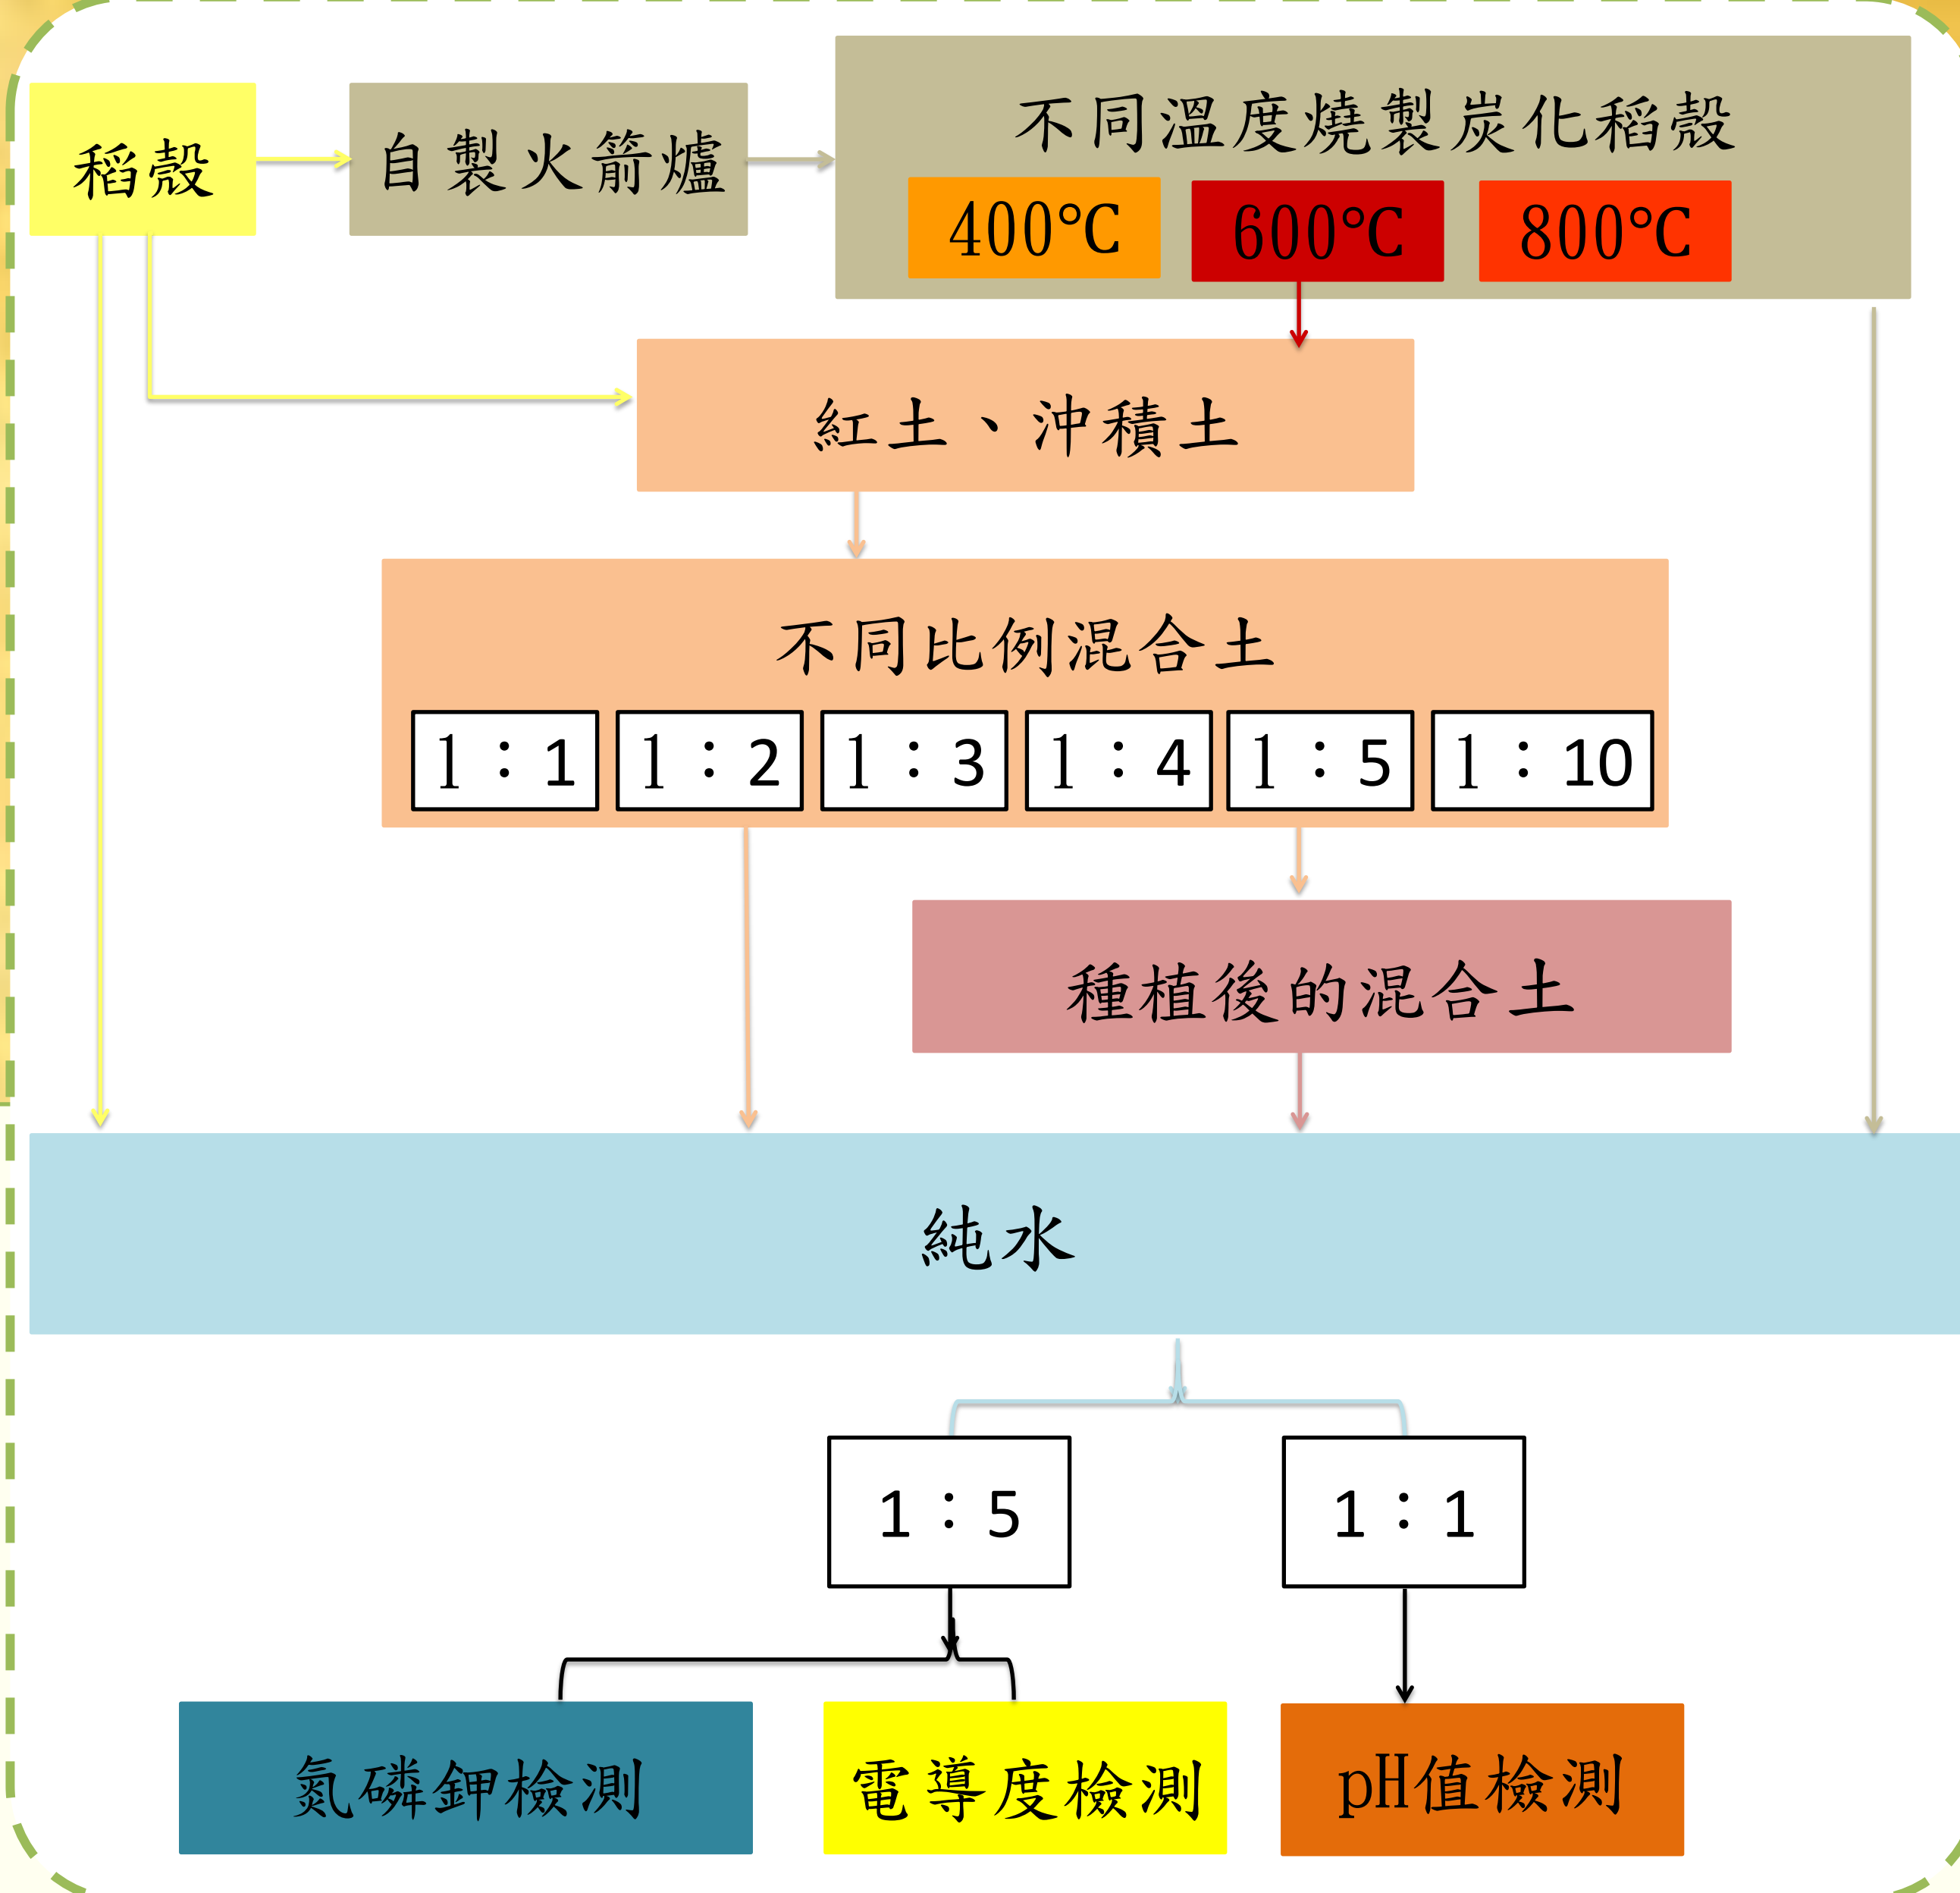 稻殼
自製火箭爐
不同溫度燒製炭化稻殼
400℃
600℃
800℃
紅土、沖積土
不同比例混合土
1：1
1：2
1：3
1：4
1：5
1：10
種植後的混合土
純水
1：5
1：1
氮磷鉀檢測
電導度檢測
pH值檢測